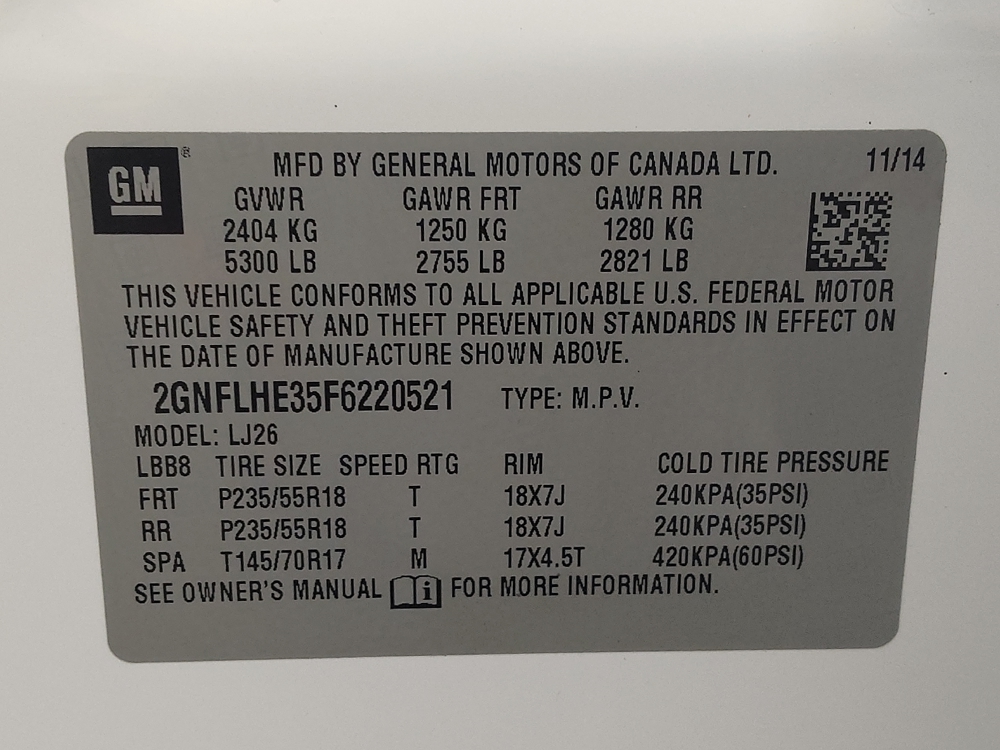 GM ® MFD BY GENERAL MOTORS OF CANADA LTD. 11/14
GVWR GAWR FRT GAWR RR
2404 KG 1250 KG 1280 KG
5300 LB 2755 LB 2821 LB
THIS VEHICLE CONFORMS TO ALL APPLICABLE U.S. FEDERAL MOTOR
VEHICLE SAFETY AND THEFT PREVENTION STANDARDS IN EFFECT ON
THE DATE OF MANUFACTURE SHOWN ABOVE.
2GNFLHE35F6220521 TYPE: M.P.V.
MODEL: LJ26
LBB8 TIRE SIZE SPEED RTG RIM COLD TIRE PRESSURE
FRT P235/55R18 T 18X7J 240KPA(35PSI)
RR P235/55R18 T 18X7J 240KPA(35PSI)
SPA T145/70R17 M 17X4.5T 420KPA(60PSI)
SEE OWNER'S MANUAL i FOR MORE INFORMATION.